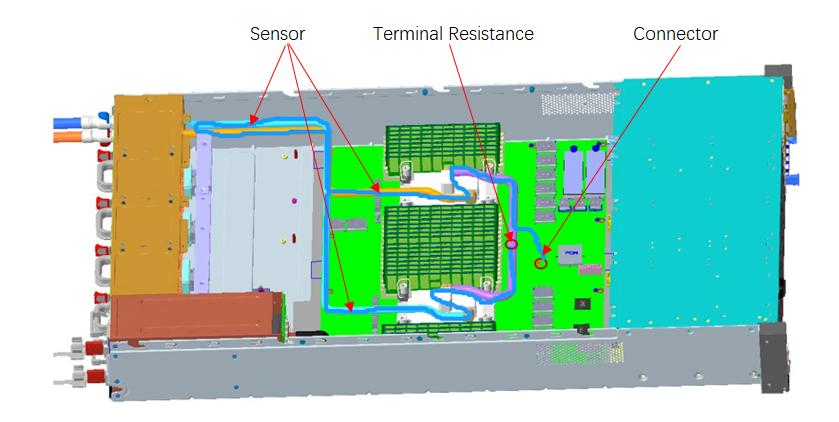 Sensor
Terminal Resistance
Connector